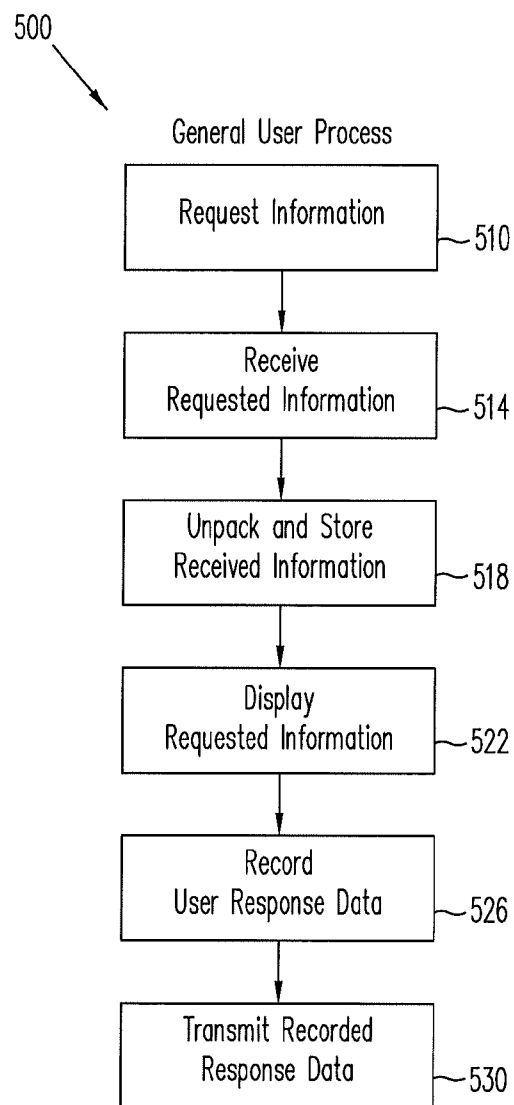 500
General User Process
Request Information
510
Receive
Requested Information
514
Unpack and Store
Received Information
518
Display
Requested Information
522
Record
User Response Data
526
Transmit Recorded
Response Data
530